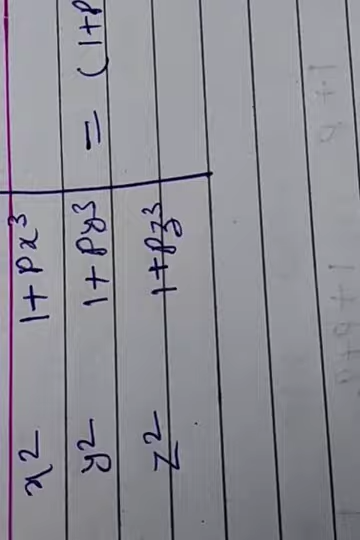 x² 1+px³
y² 1+py³ = (1+p
z² 1+pz³